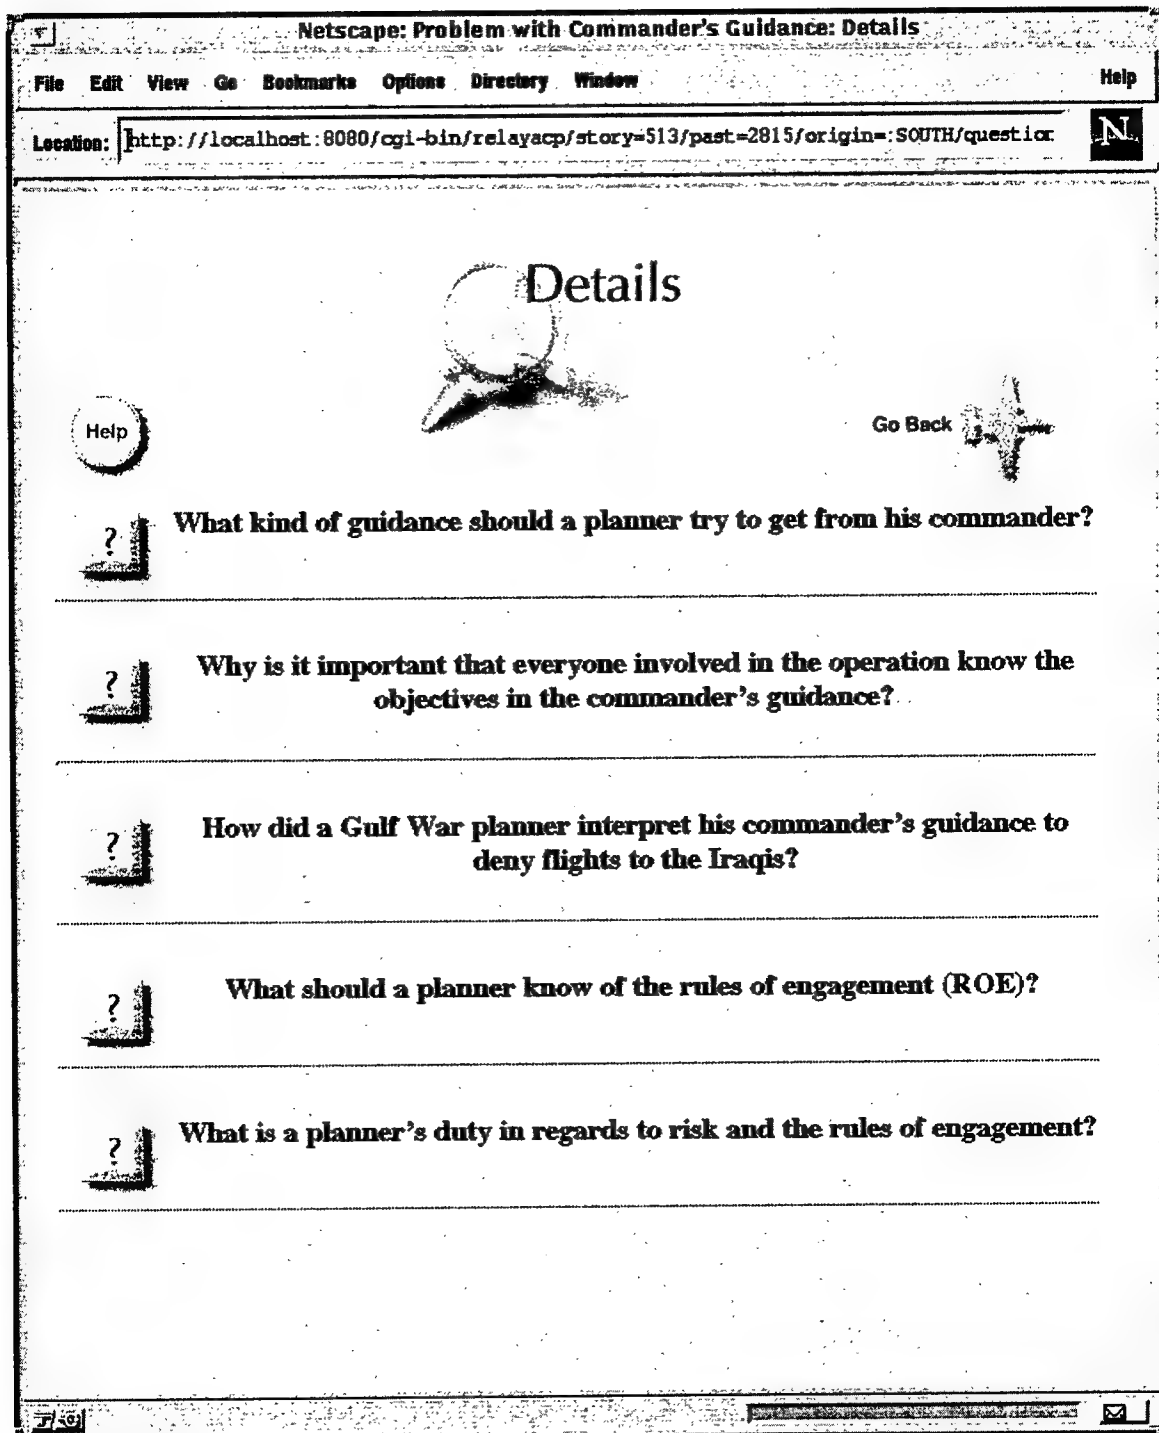 Netscape: Problem with Commander's Guidance: Details
File Edit View Go Bookmarks Options Directory Window Help
Location: http://localhost:8080/cgi-bin/relayacp/story=513/past=2815/origin=:SOUTH/question
N
Details
Help
Go Back
? What kind of guidance should a planner try to get from his commander?
? Why is it important that everyone involved in the operation know the
objectives in the commander's guidance?
? How did a Gulf War planner interpret his commander's guidance to
deny flights to the Iraqis?
? What should a planner know of the rules of engagement (ROE)?
? What is a planner's duty in regards to risk and the rules of engagement?